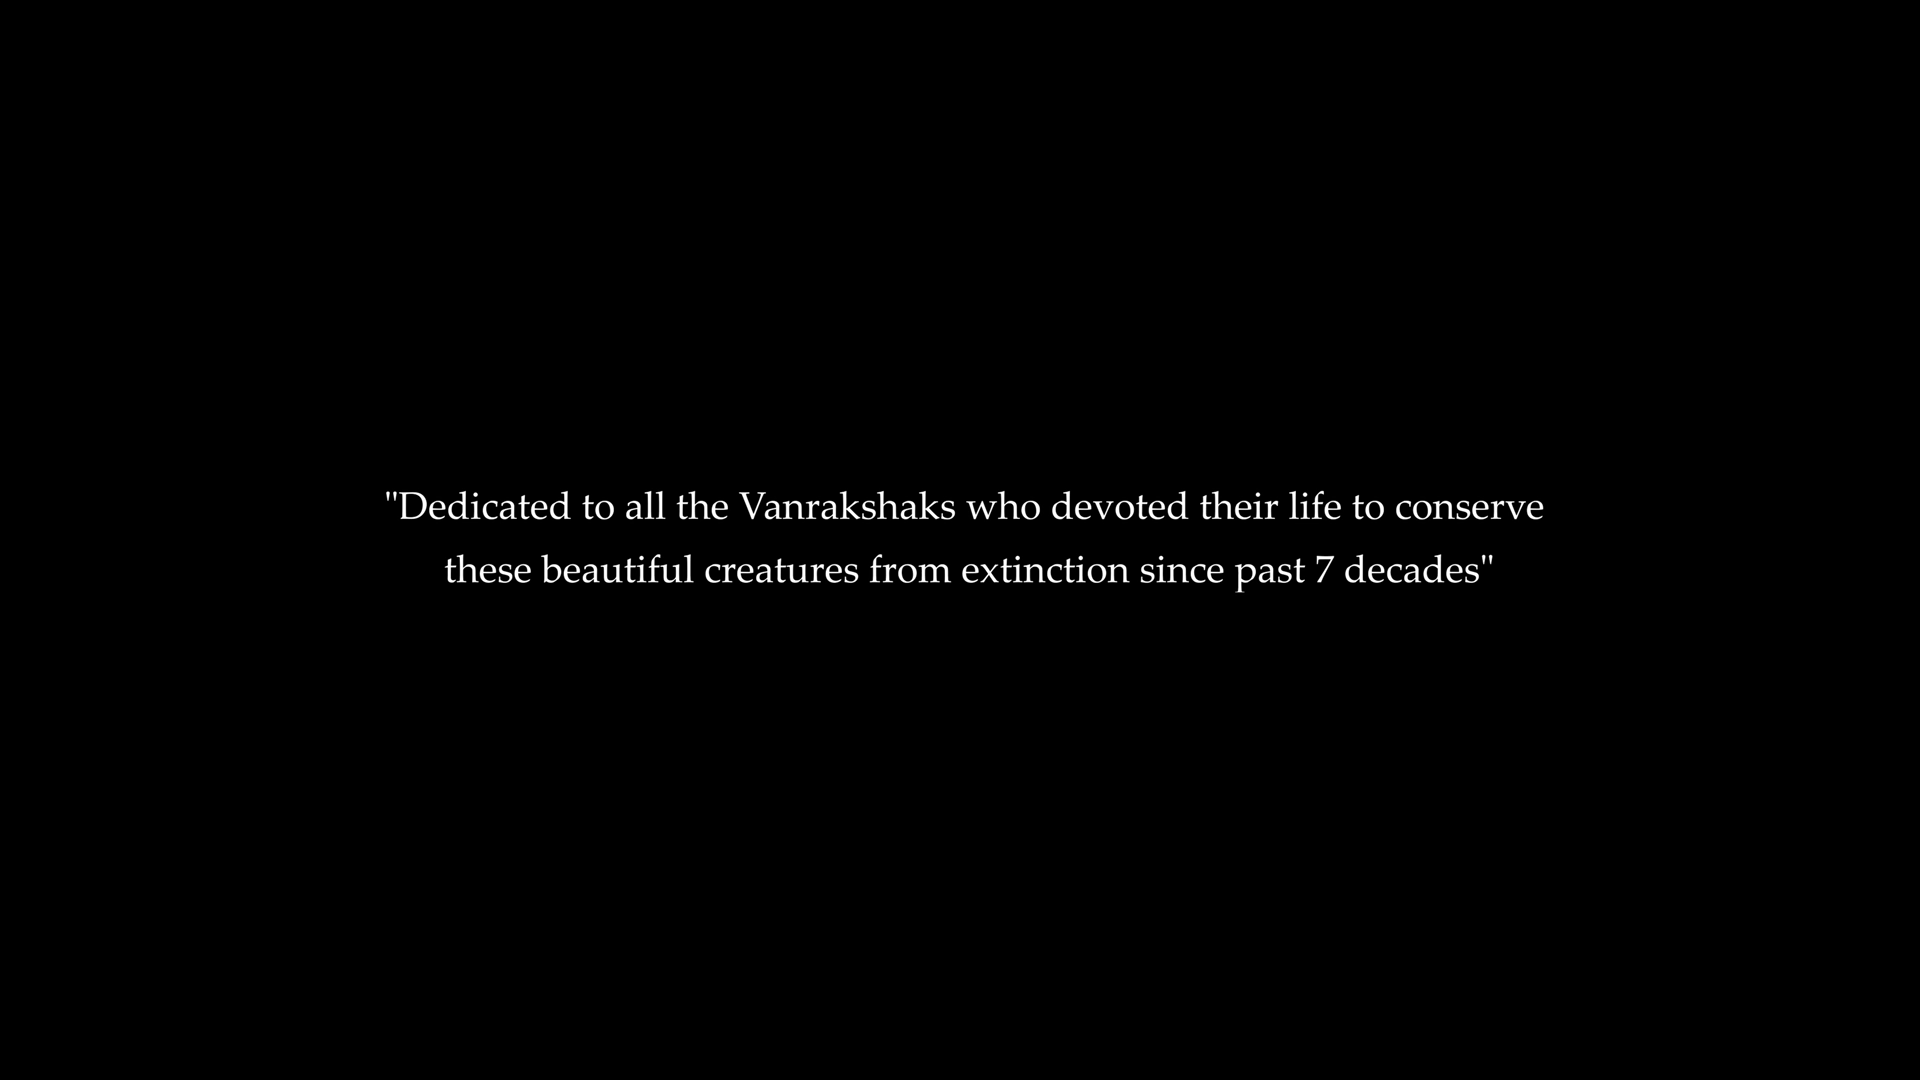 "Dedicated to all the Vanrakshaks who devoted their life to conserve
these beautiful creatures from extinction since past 7 decades"